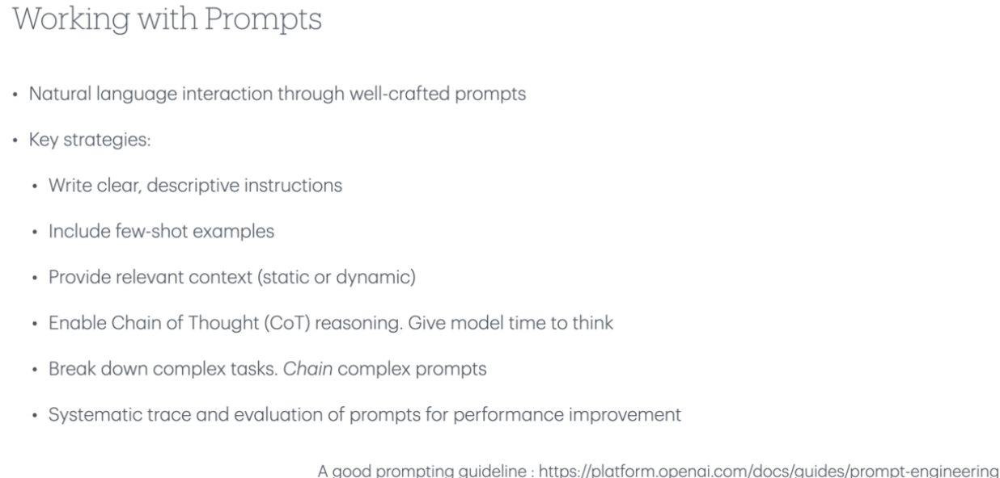 Working with Prompts
• Natural language interaction through well-crafted prompts
• Key strategies:
• Write clear, descriptive instructions
• Include few-shot examples
• Provide relevant context (static or dynamic)
• Enable Chain of Thought (CoT) reasoning. Give model time to think
• Break down complex tasks. Chain complex prompts
• Systematic trace and evaluation of prompts for performance improvement
A good prompting guideline : https://platform.openai.com/docs/guides/prompt-engineering